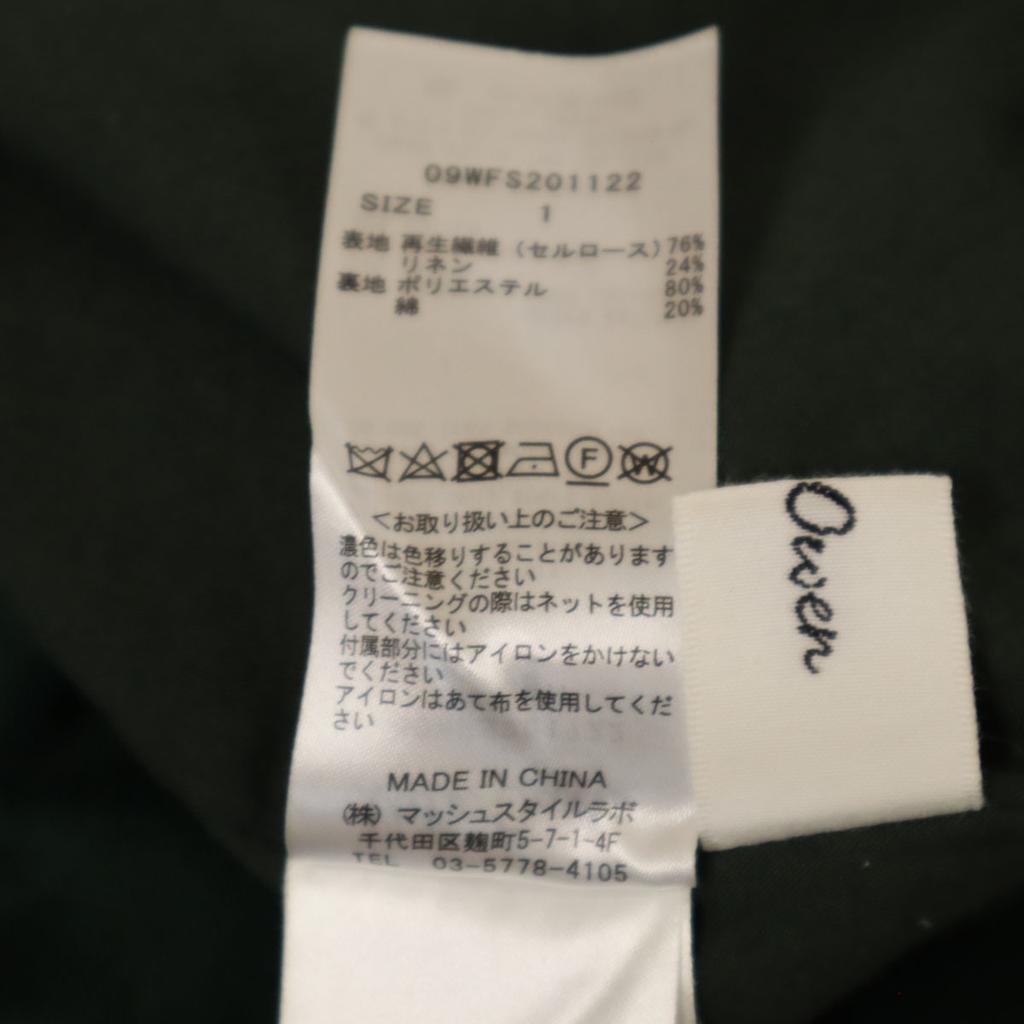 09WFS201122
SIZE 1
表地 再生繊維 (セルロース) 76%
リネン 24%
裏地 ポリエステル 80%
綿 20%
F W
<お取り扱い上のご注意>
濃色は色移りすることがあります
のでご注意ください
クリーニングの際はネットを使用
してください
付属部分にはアイロンをかけない
でください
アイロンはあて布を使用してくだ
さい
MADE IN CHINA
(株) マッシュスタイルラボ
千代田区麹町5-7-1-4F
TEL 03-5778-4105
Owen